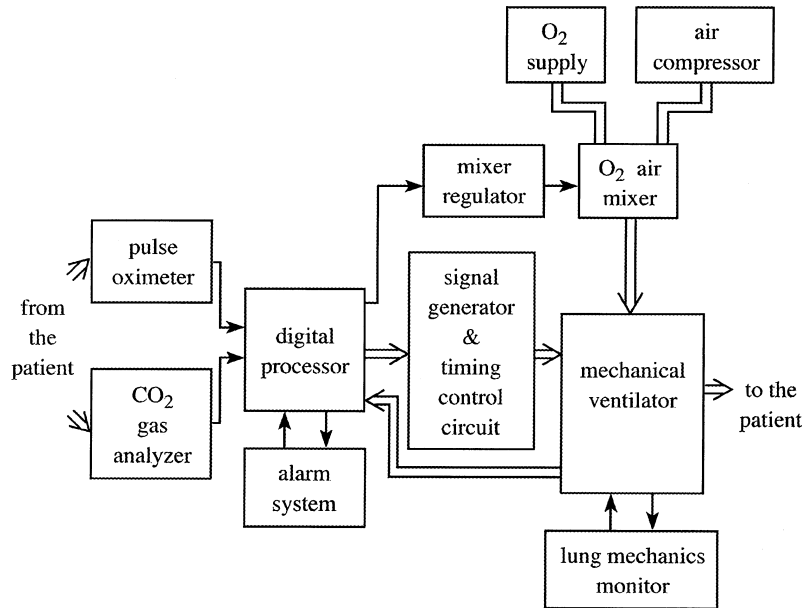 O2
supply
air
compressor
mixer
regulator
O2 air
mixer
pulse
oximeter
from
the
patient
CO2
gas
analyzer
digital
processor
alarm
system
signal
generator
&
timing
control
circuit
mechanical
ventilator
to the
patient
lung mechanics
monitor